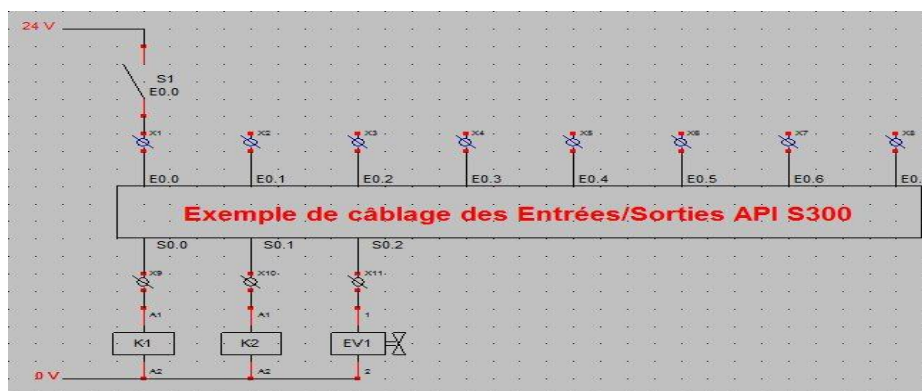 24 V
S1
E0.0
X1 X2 X3 X4 X5 X6 X7 X8
E0.0 E0.1 E0.2 E0.3 E0.4 E0.5 E0.6 E0.
Exemple de câblage des Entrées/Sorties API S300
S0.0 S0.1 S0.2
X9 X10 X11
A1 A1 1
K1 K2 EV1
A2 A2 2
0 V